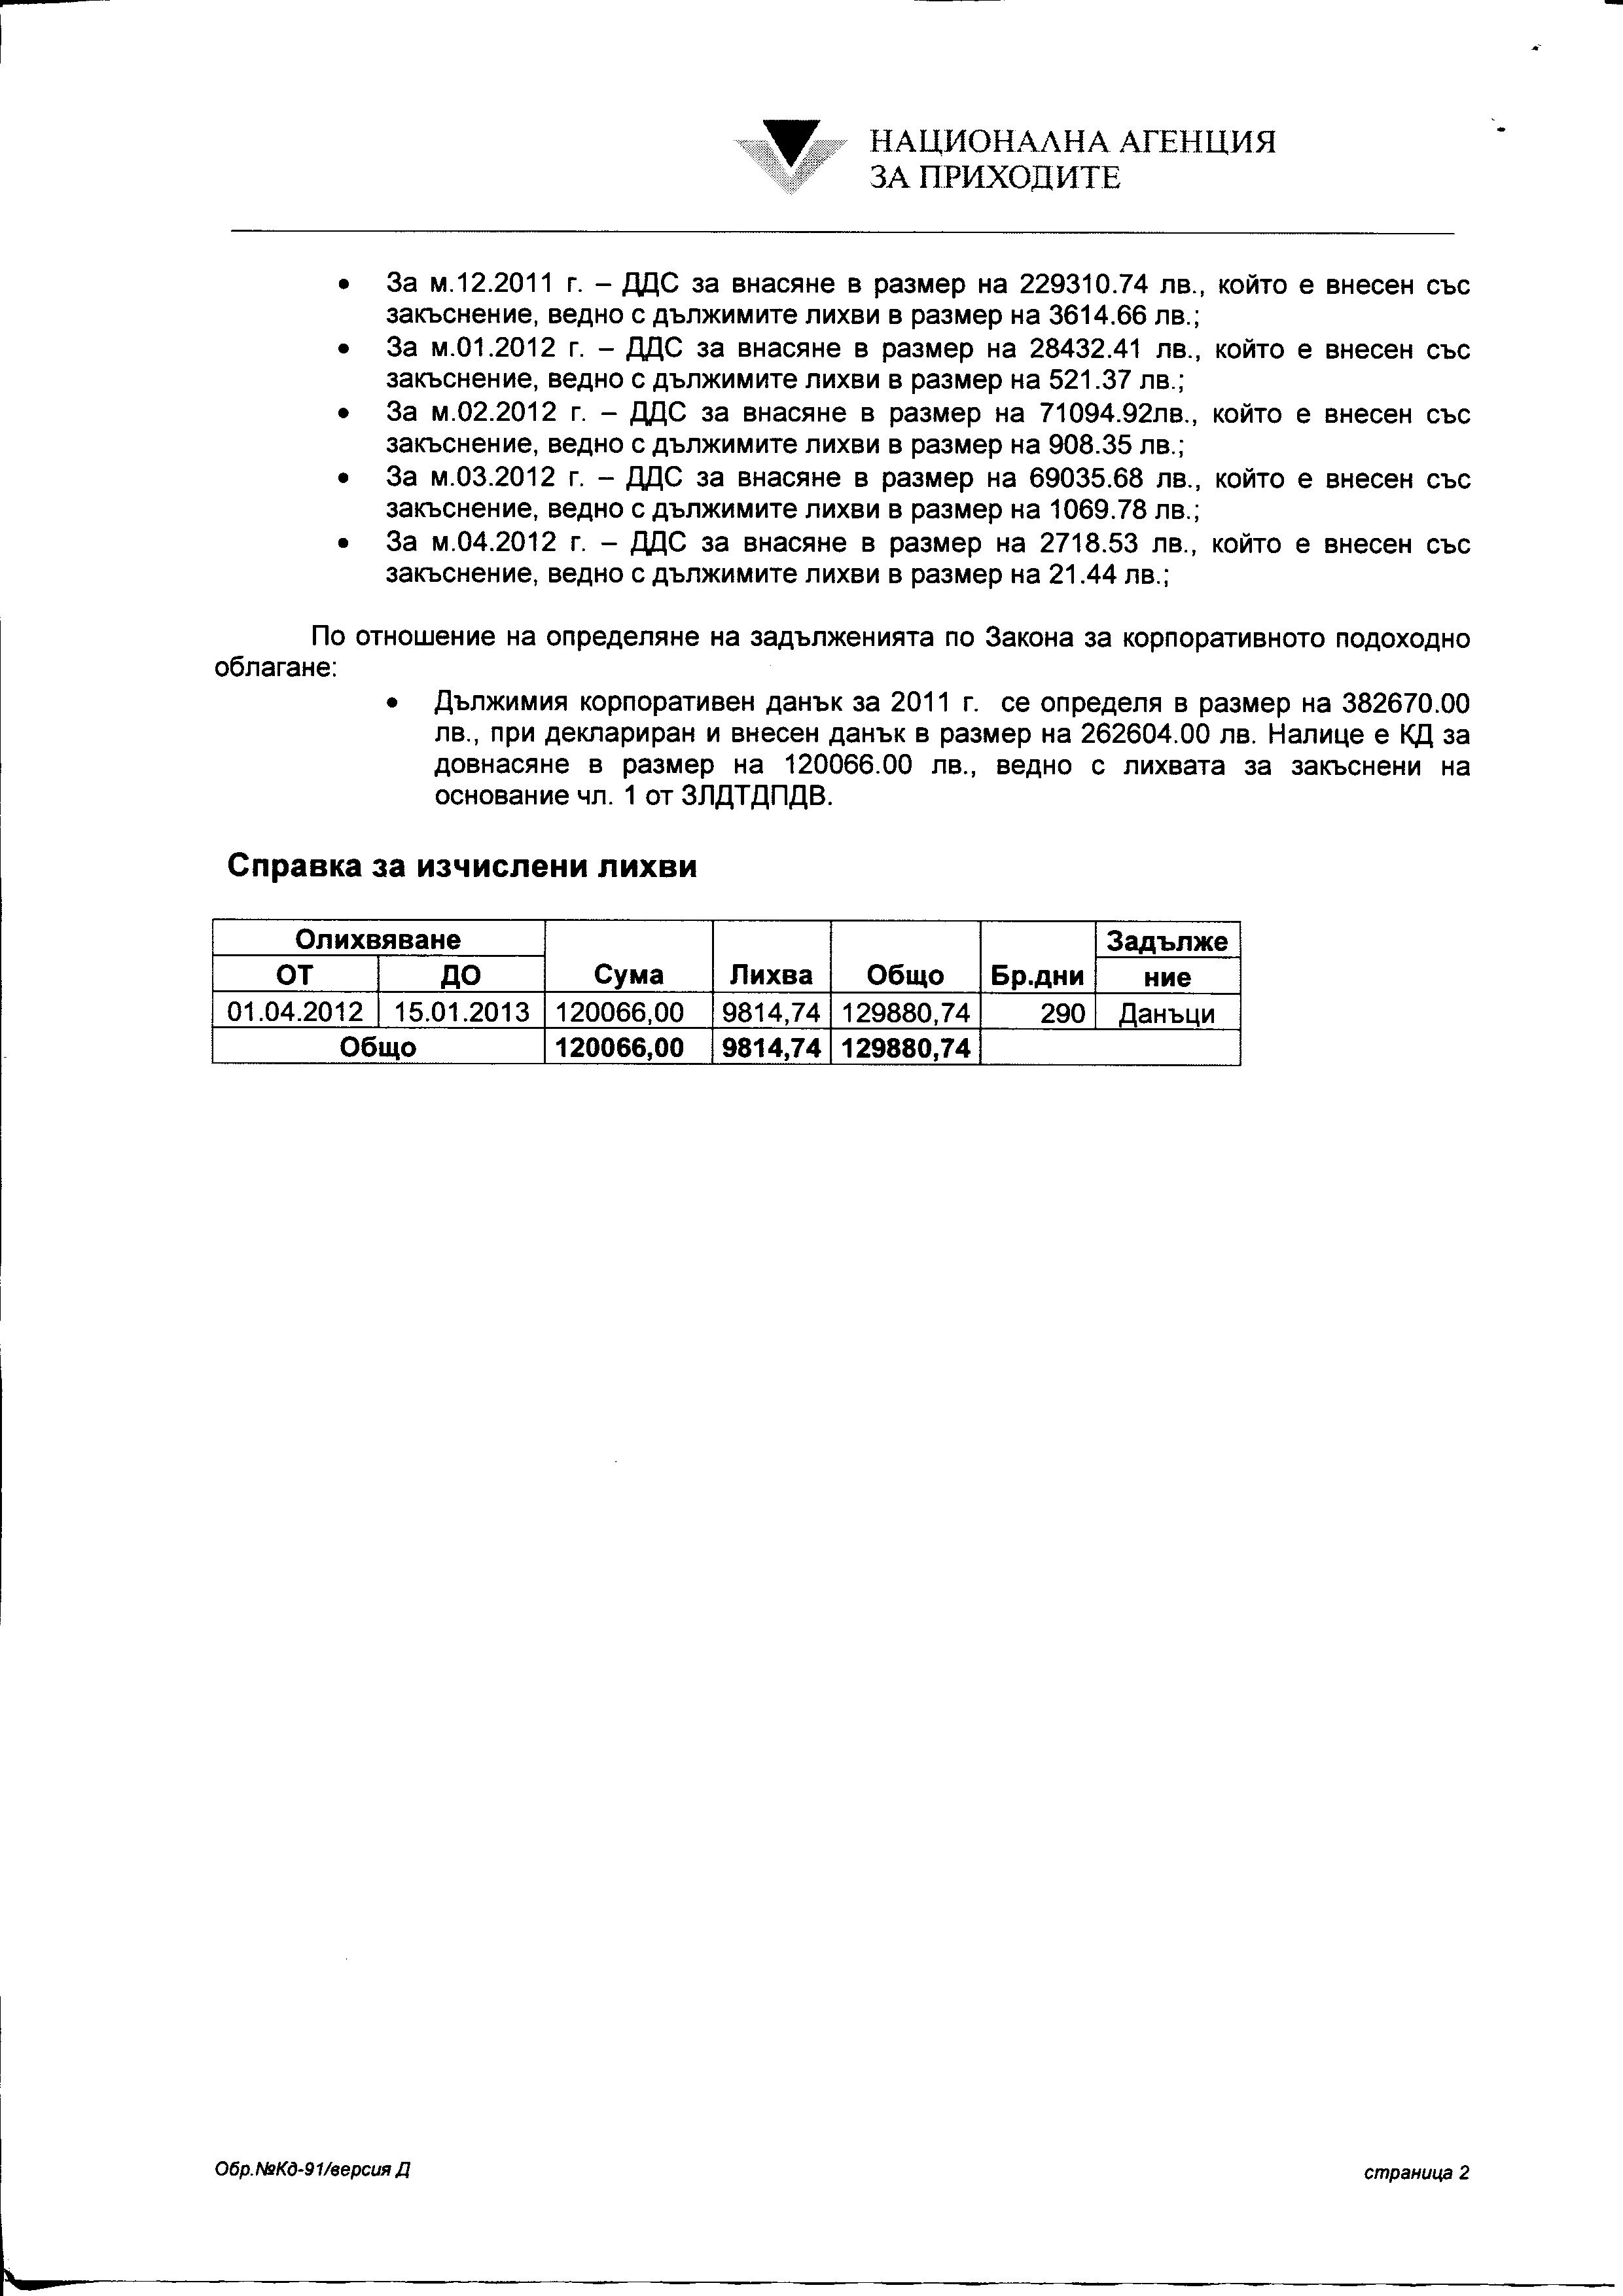 НАЦИОНАЛНА АГЕНЦИЯ
ЗА ПРИХОДИТЕ
• За м.12.2011 г. – ДДС за внасяне в размер на 229310.74 лв., който е внесен със
закъснение, ведно с дължимите лихви в размер на 3614.66 лв.;
• За м.01.2012 г. – ДДС за внасяне в размер на 28432.41 лв., който е внесен със
закъснение, ведно с дължимите лихви в размер на 521.37 лв.;
• За м.02.2012 г. – ДДС за внасяне в размер на 71094.92лв., който е внесен със
закъснение, ведно с дължимите лихви в размер на 908.35 лв.;
• За м.03.2012 г. – ДДС за внасяне в размер на 69035.68 лв., който е внесен със
закъснение, ведно с дължимите лихви в размер на 1069.78 лв.;
• За м.04.2012 г. – ДДС за внасяне в размер на 2718.53 лв., който е внесен със
закъснение, ведно с дължимите лихви в размер на 21.44 лв.;
По отношение на определяне на задълженията по Закона за корпоративното подоходно
облагане:
• Дължимия корпоративен данък за 2011 г. се определя в размер на 382670.00
лв., при деклариран и внесен данък в размер на 262604.00 лв. Налице е КД за
довнасяне в размер на 120066.00 лв., ведно с лихвата за закъснени на
основание чл. 1 от ЗЛДТДПДВ.
Справка за изчислени лихви
Олихвяване Задълже
ОТ ДО Сума Лихва Общо Бр.дни ние
01.04.2012 15.01.2013 120066,00 9814,74 129880,74 290 Данъци
Общо 120066,00 9814,74 129880,74
Обр.№Кд-91/версия Д страница 2